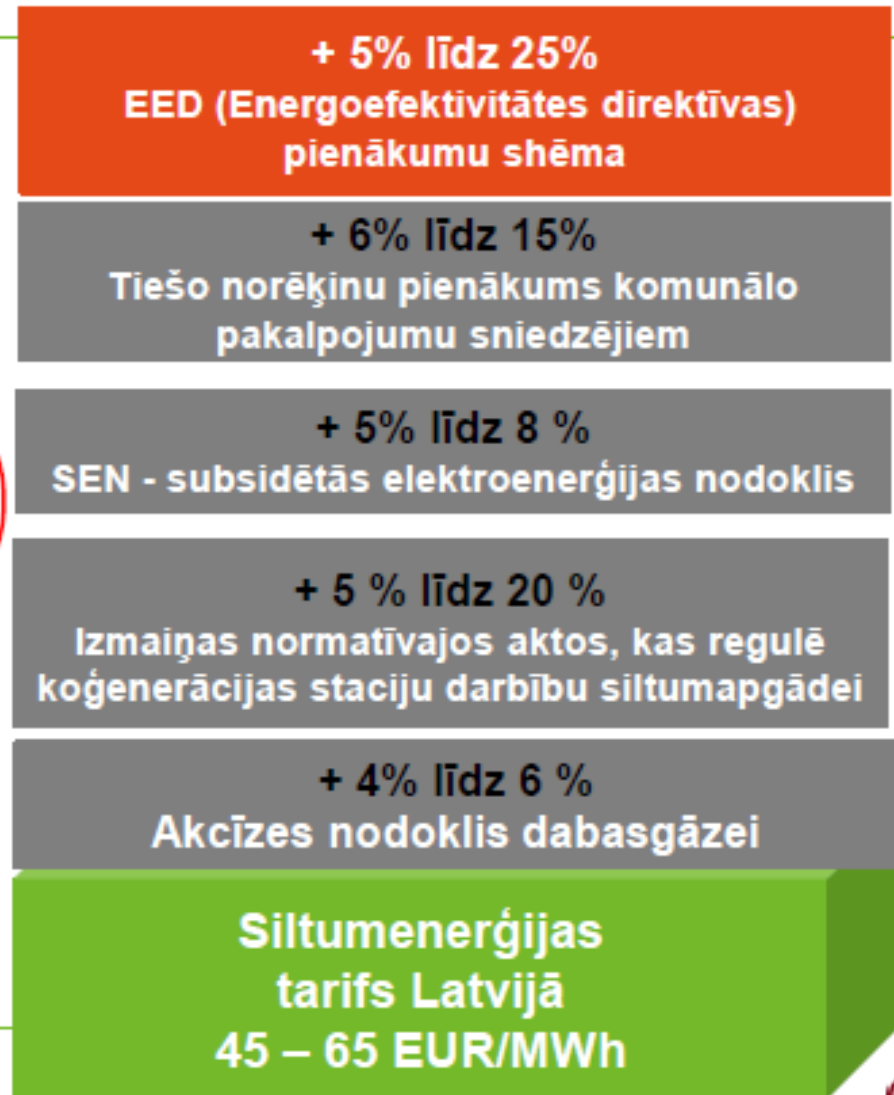 + 5% līdz 25%
EED (Energoefektivitātes direktīvas)
pienākumu shēma
+ 6% līdz 15%
Tiešo norēķinu pienākums komunālo
pakalpojumu sniedzējiem
+ 5% līdz 8 %
SEN - subsidētās elektroenerģijas nodoklis
+ 5 % līdz 20 %
Izmaiņas normatīvajos aktos, kas regulē
koģenerācijas staciju darbību siltumapgādei
+ 4% līdz 6 %
Akcīzes nodoklis dabasgāzei
Siltumenerģijas
tarifs Latvijā
45 – 65 EUR/MWh